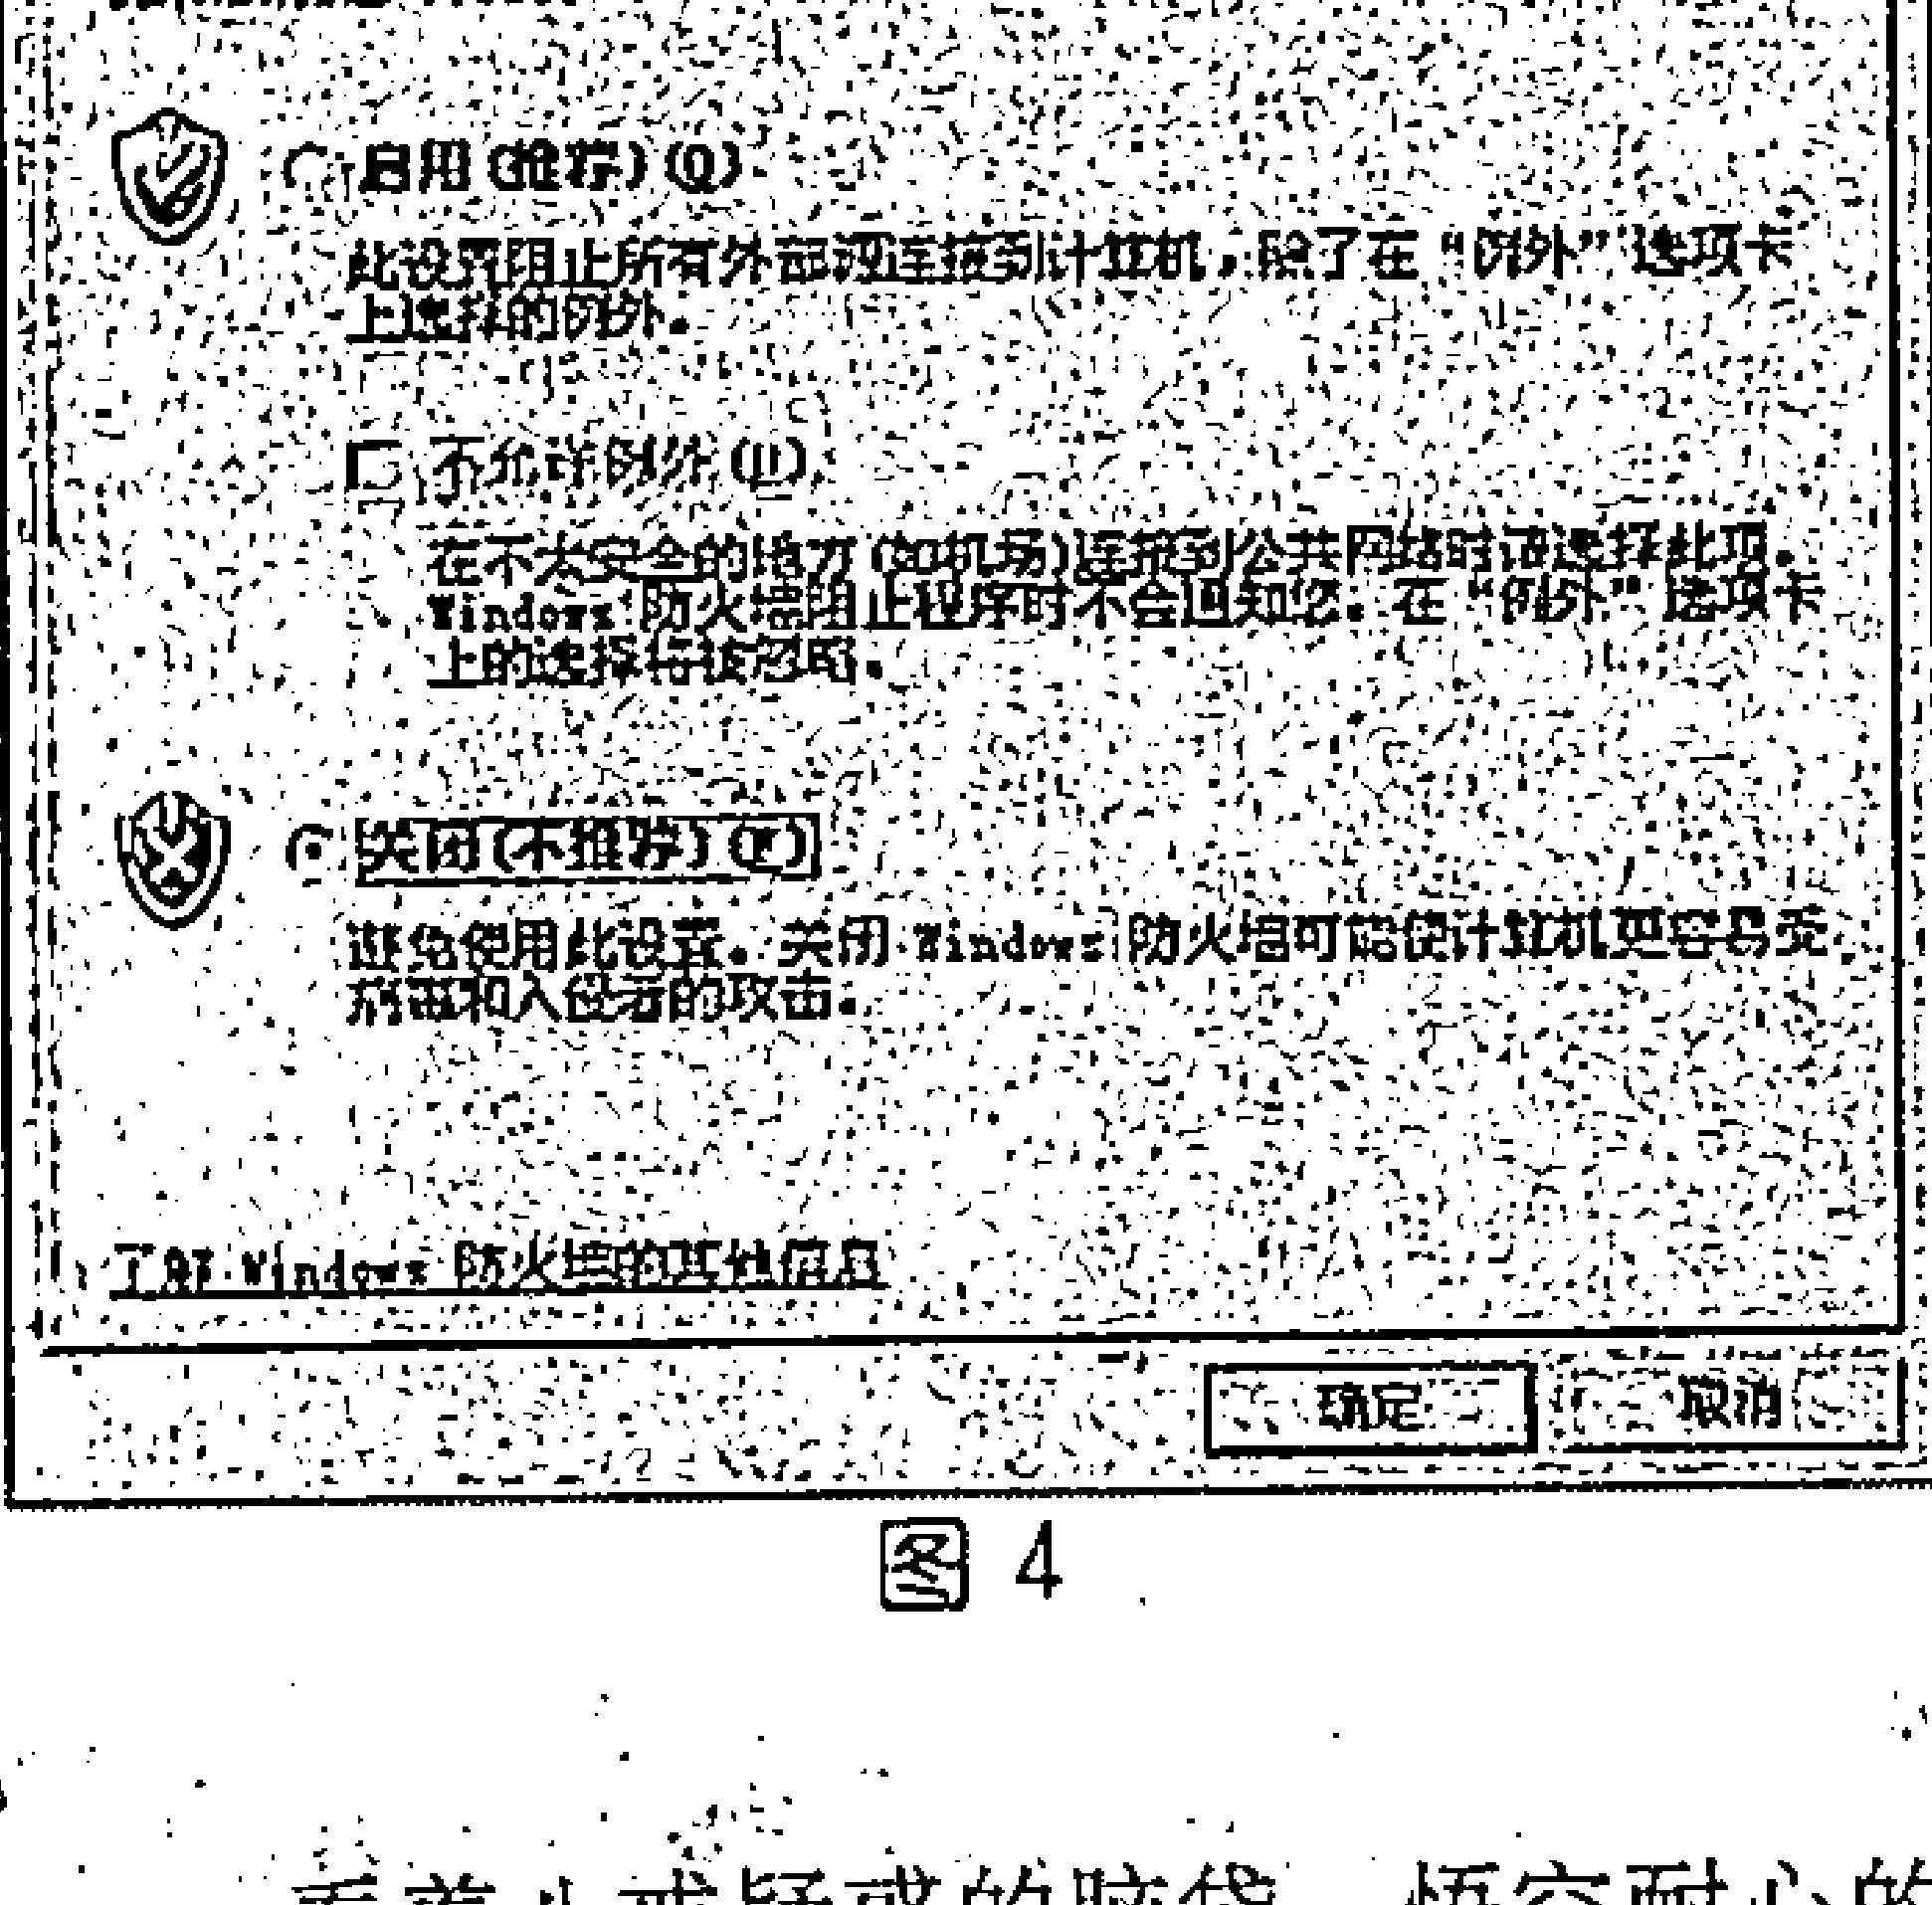 启用(推荐)(O)
此设置阻止所有外部源连接到计算机，除了在“例外”选项卡
上选择的例外。
不允许例外(D)
在不太安全的地方(如机场)连接到公共网络时请选择此项。
Windows 防火墙阻止程序时不会通知您。在“例外”选项卡
上的选择将被忽略。
关闭(不推荐)(F)
避免使用此设置。关闭 Windows 防火墙可能使计算机更容易受
病毒和入侵者的攻击。
了解 Windows 防火墙的其他信息
确定
取消
图 4